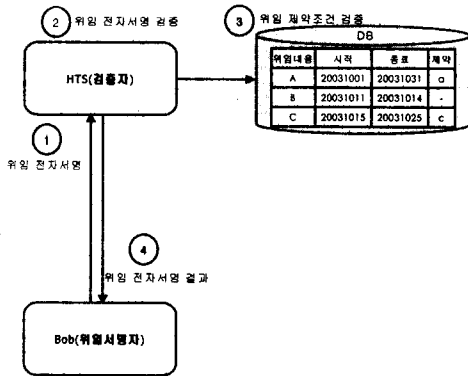 2 위임 전자서명 검증
3 위임 제약조건 검증
DB
위임내용 시작 종료 제약
A 20031001 20031031 a
B 20031011 20031014 -
C 20031015 20031025 c
HTS(검증자)
1
위임 전자서명
4
위임 전자서명 결과
Bob(위임서명자)